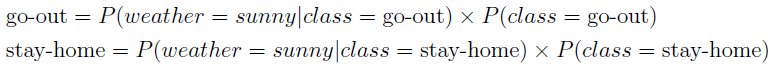 go-out = P(weather = sunny|class = go-out) × P(class = go-out)
stay-home = P(weather = sunny|class = stay-home) × P(class = stay-home)